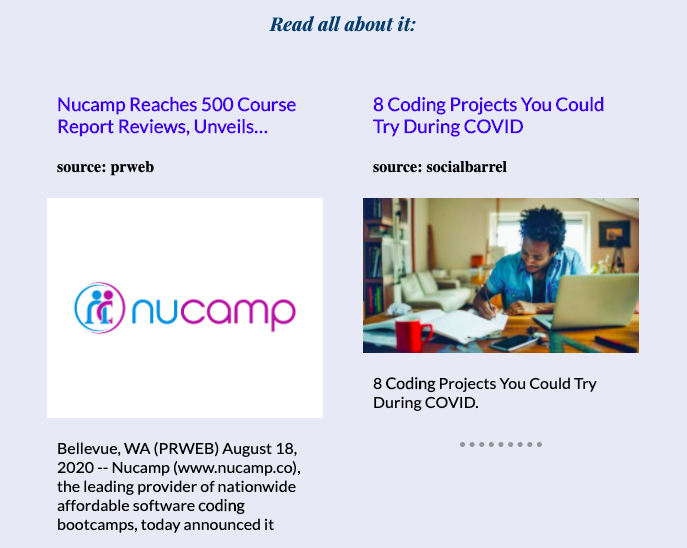 Read all about it:
Nucamp Reaches 500 Course
Report Reviews, Unveils...
source: prweb
nucamp
Bellevue, WA (PRWEB) August 18,
2020 -- Nucamp (www.nucamp.co),
the leading provider of nationwide
affordable software coding
bootcamps, today announced it
8 Coding Projects You Could
Try During COVID
source: socialbarrel
8 Coding Projects You Could Try
During COVID.